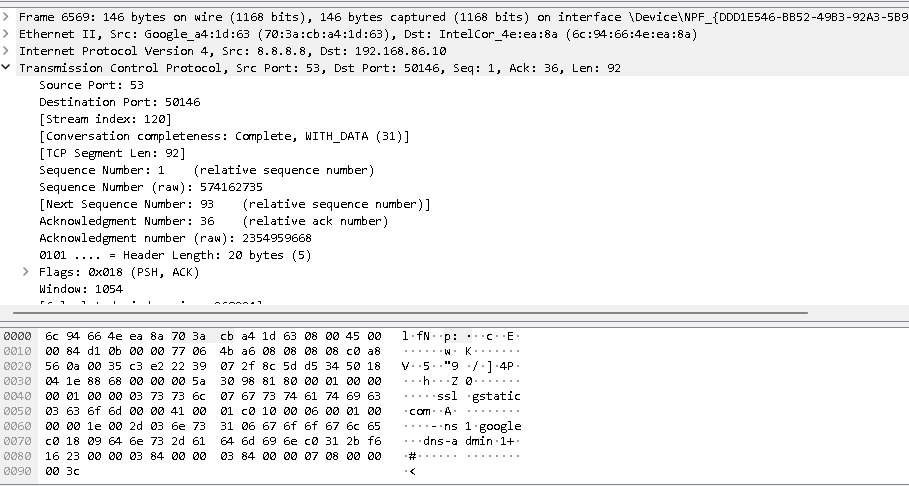 Frame 6569: 146 bytes on wire (1168 bits), 146 bytes captured (1168 bits) on interface \Device\NPF_{DDD1E546-BB52-49B3-92A3-5B9
Ethernet II, Src: Google_a4:1d:63 (70:3a:cb:a4:1d:63), Dst: IntelCor_4e:ea:8a (6c:94:66:4e:ea:8a)
Internet Protocol Version 4, Src: 8.8.8.8, Dst: 192.168.86.10
Transmission Control Protocol, Src Port: 53, Dst Port: 50146, Seq: 1, Ack: 36, Len: 92
Source Port: 53
Destination Port: 50146
[Stream index: 120]
[Conversation completeness: Complete, WITH_DATA (31)]
[TCP Segment Len: 92]
Sequence Number: 1    (relative sequence number)
Sequence Number (raw): 574162735
[Next Sequence Number: 93    (relative sequence number)]
Acknowledgment Number: 36    (relative ack number)
Acknowledgment number (raw): 2354959668
0101 .... = Header Length: 20 bytes (5)
Flags: 0x018 (PSH, ACK)
Window: 1054
0000  6c 94 66 4e ea 8a 70 3a  cb a4 1d 63 08 00 45 00  l·fN··p: ···c··E·
0010  00 84 d1 0b 00 00 77 06  4b a6 08 08 08 08 c0 a8  ······w· K·······
0020  56 0a 00 35 c3 e2 22 39  07 2f 8c 5d d5 34 50 18  V··5··"9 ·/·]·4P·
0030  04 1e 88 68 00 00 00 5a  30 98 81 80 00 01 00 00  ···h···Z 0·······
0040  00 01 00 00 03 73 73 6c  07 67 73 74 61 74 69 63  ·····ssl ·gstatic
0050  03 63 6f 6d 00 00 41 00  01 c0 10 00 06 00 01 00  ·com··A· ········
0060  00 00 1e 00 2d 03 6e 73  31 06 67 6f 6f 67 6c 65  ····-·ns 1·google
0070  c0 18 09 64 6e 73 2d 61  64 6d 69 6e c0 31 2b f6  ···dns-a dmin·1+·
0080  16 23 00 00 03 84 00 00  03 84 00 00 07 08 00 00  ·#······ ········
0090  00 3c  ·<